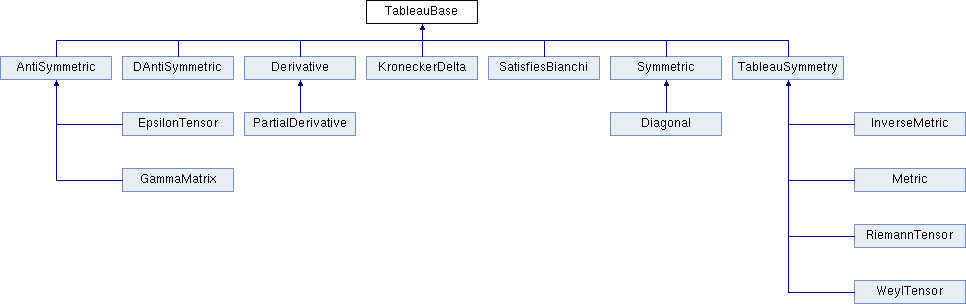 TableauBase
AntiSymmetric DAntiSymmetric Derivative KroneckerDelta SatisfiesBianchi Symmetric TableauSymmetry
EpsilonTensor PartialDerivative Diagonal InverseMetric
GammaMatrix Metric
RiemannTensor
WeylTensor